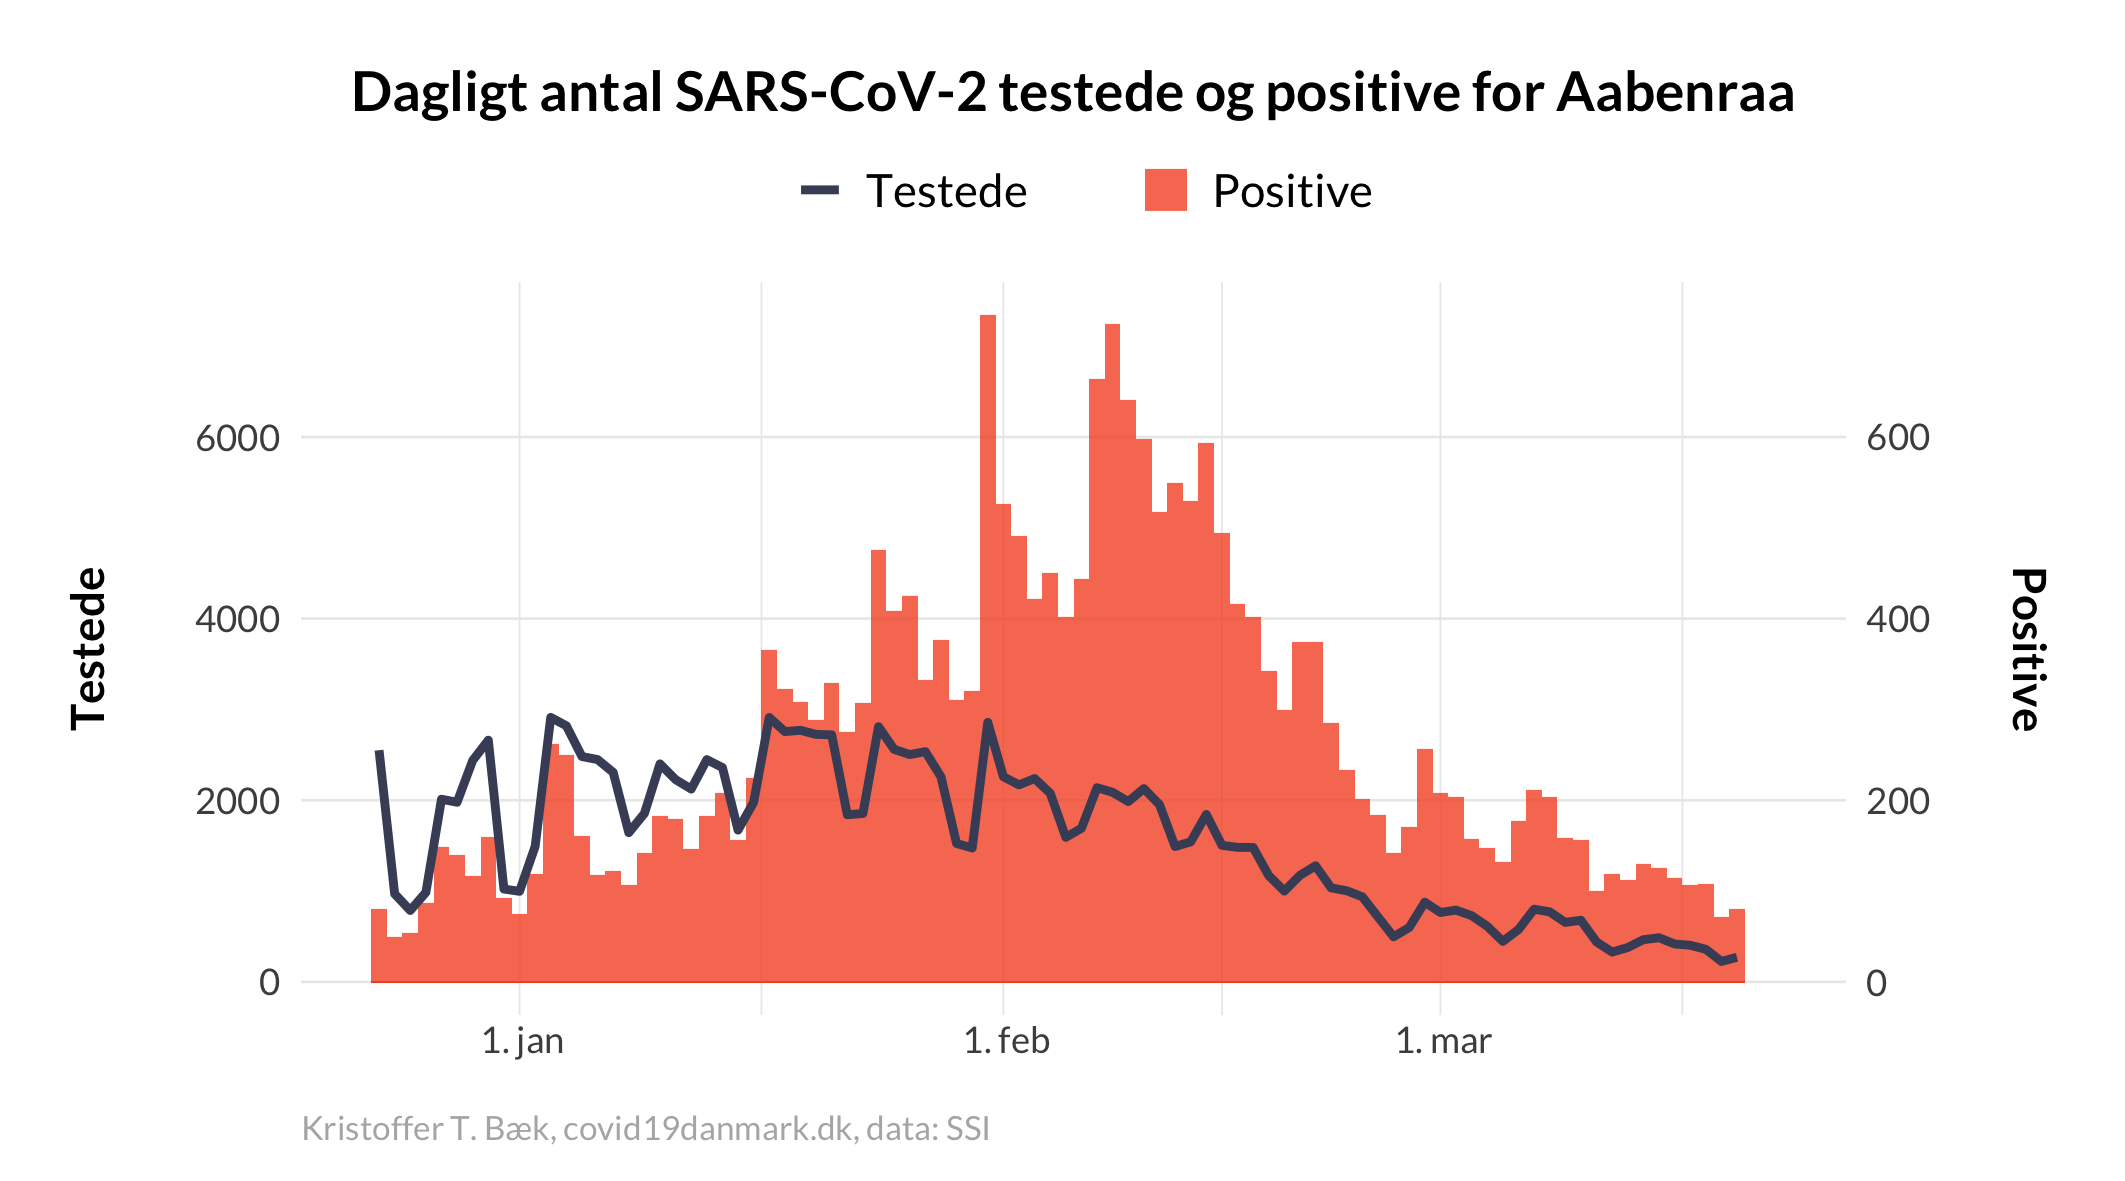 Dagligt antal SARS-CoV-2 testede og positive for Aabenraa
Testede Positive
6000 600
4000 400
2000 200
0 0
Testede
Positive
1. jan 1. feb 1. mar
Kristoffer T. Bæk, covid19danmark.dk, data: SSI